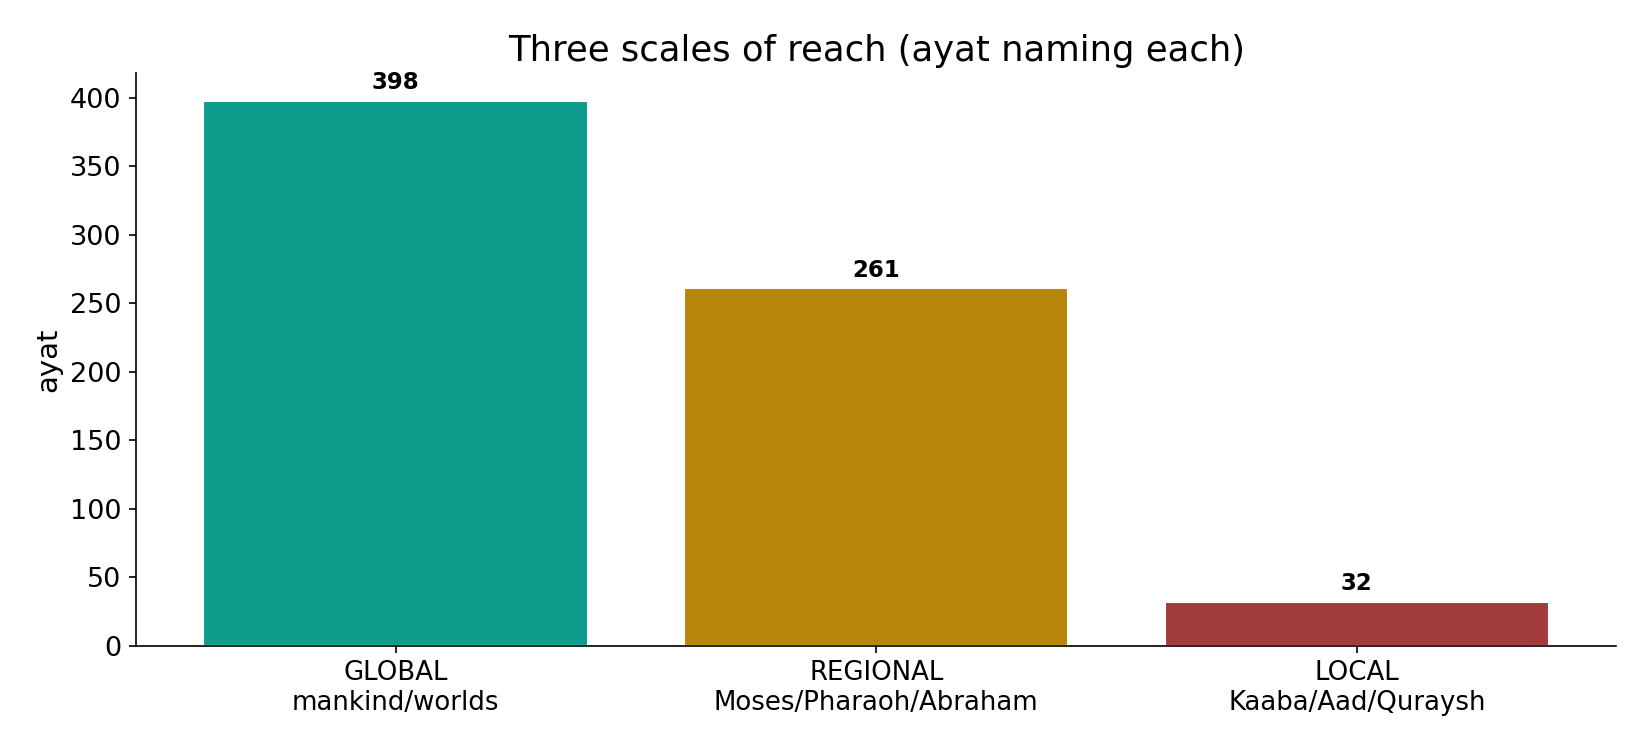 Three scales of reach (ayat naming each)
398
261
32
400
350
300
250
200
150
100
50
0
ayat
GLOBAL
mankind/worlds
REGIONAL
Moses/Pharaoh/Abraham
LOCAL
Kaaba/Aad/Quraysh